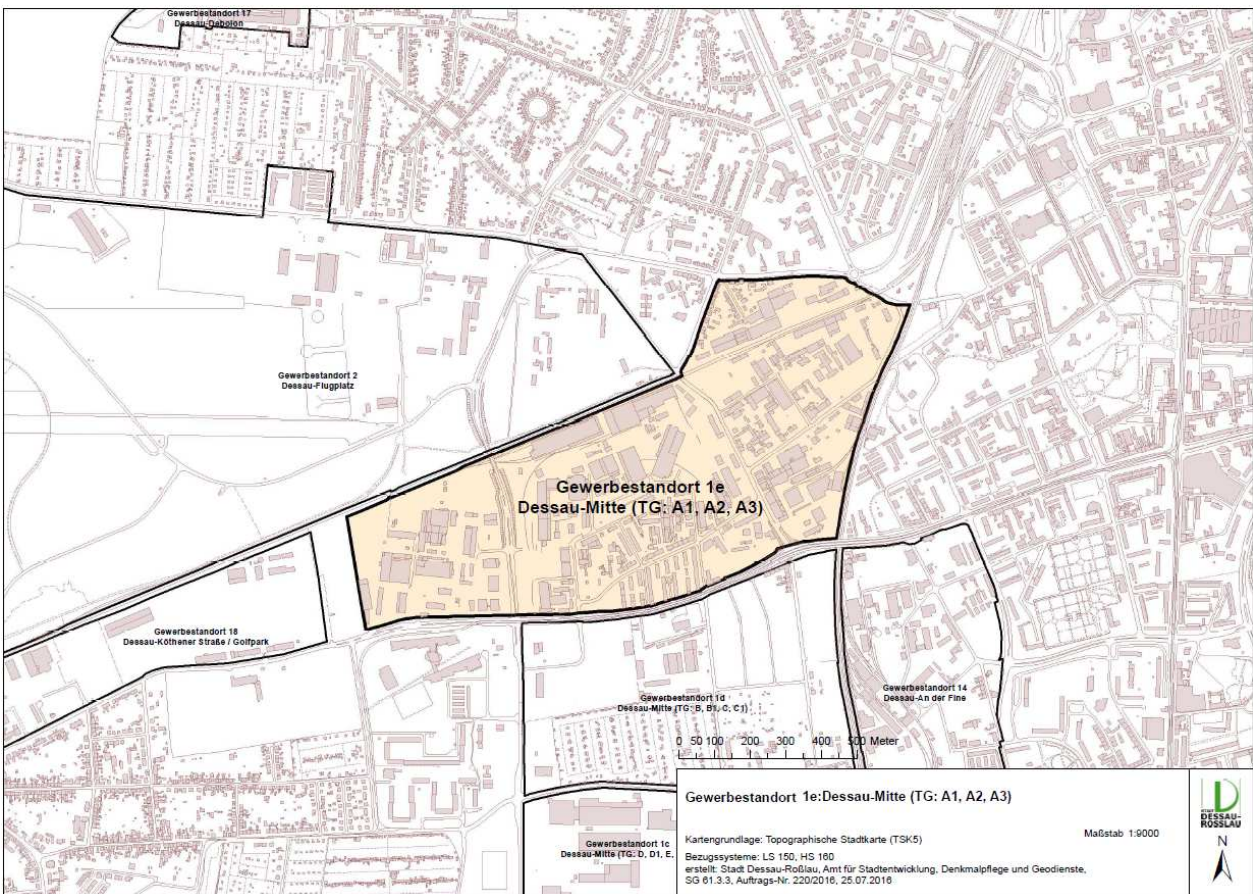 Gewerbestandort 17
Dessau-Gewerbestandort 2
Dessau-Flugplatz
Gewerbestandort 1e
Dessau-Mitte (TG: A1, A2, A3)
Gewerbestandort 18
Dessau-Köthener Straße / Golfpark
Gewerbestandort 1d
Dessau-Mitte (TG: B, B1, C, C1)
Gewerbestandort 14
Dessau-An der Fine
0 50 100 200 300 400 500 Meter
Gewerbestandort 1c
Dessau-Mitte (TG: D, D1, E,
Gewerbestandort 1e:Dessau-Mitte (TG: A1, A2, A3)
Maßstab 1:9000
Kartengrundlage: Topographische Stadtkarte (TSK5)
Bezugssysteme: LS 150, HS 160
erstellt: Stadt Dessau-Roßlau, Amt für Stadtentwicklung, Denkmalpflege und Geodienste,
SG 61.3.3, Auftrags-Nr. 220/2016, 25.07.2016
STADT
DESSAU-
ROSSLAU
N